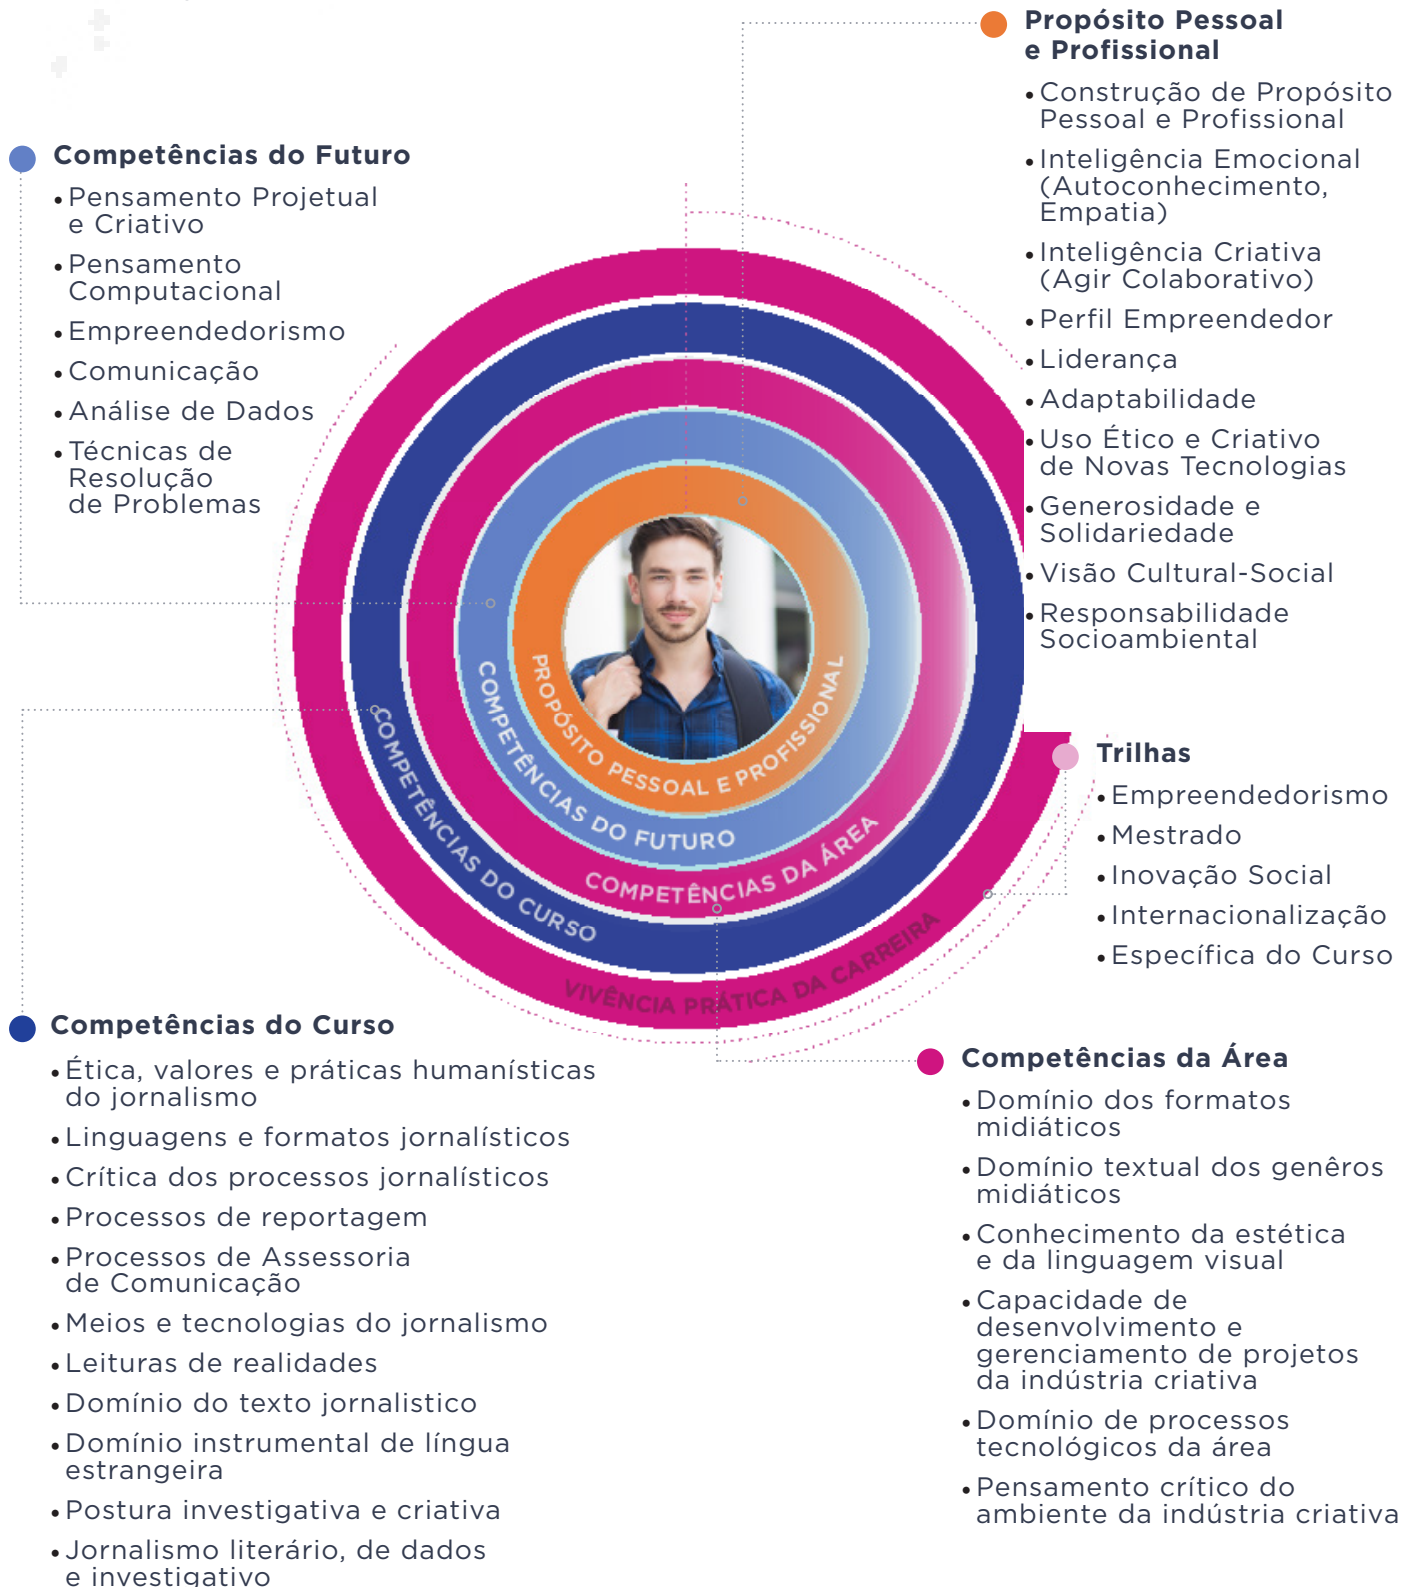 Propósito Pessoal
e Profissional
• Construção de Propósito
Pessoal e Profissional
• Inteligência Emocional
(Autoconhecimento,
Empatia)
• Inteligência Criativa
(Agir Colaborativo)
• Perfil Empreendedor
• Liderança
• Adaptabilidade
• Uso Ético e Criativo
de Novas Tecnologias
• Generosidade e
Solidariedade
• Visão Cultural-Social
• Responsabilidade
Socioambiental
Competências do Futuro
• Pensamento Projetual
e Criativo
• Pensamento
Computacional
• Empreendedorismo
• Comunicação
• Análise de Dados
• Técnicas de
Resolução
de Problemas
PROPÓSITO PESSOAL E PROFISSIONAL
COMPETÊNCIAS DO FUTURO
COMPETÊNCIAS DA ÁREA
COMPETÊNCIAS DO CURSO
VIVÊNCIA PRÁTICA DA CARREIRA
Trilhas
• Empreendedorismo
• Mestrado
• Inovação Social
• Internacionalização
• Específica do Curso
Competências do Curso
• Ética, valores e práticas humanísticas
do jornalismo
• Linguagens e formatos jornalísticos
• Crítica dos processos jornalísticos
• Processos de reportagem
• Processos de Assessoria
de Comunicação
• Meios e tecnologias do jornalismo
• Leituras de realidades
• Domínio do texto jornalistico
• Domínio instrumental de língua
estrangeira
• Postura investigativa e criativa
• Jornalismo literário, de dados
e investigativo
Competências da Área
• Domínio dos formatos
midiáticos
• Domínio textual dos genêros
midiáticos
• Conhecimento da estética
e da linguagem visual
• Capacidade de
desenvolvimento e
gerenciamento de projetos
da indústria criativa
• Domínio de processos
tecnológicos da área
• Pensamento crítico do
ambiente da indústria criativa